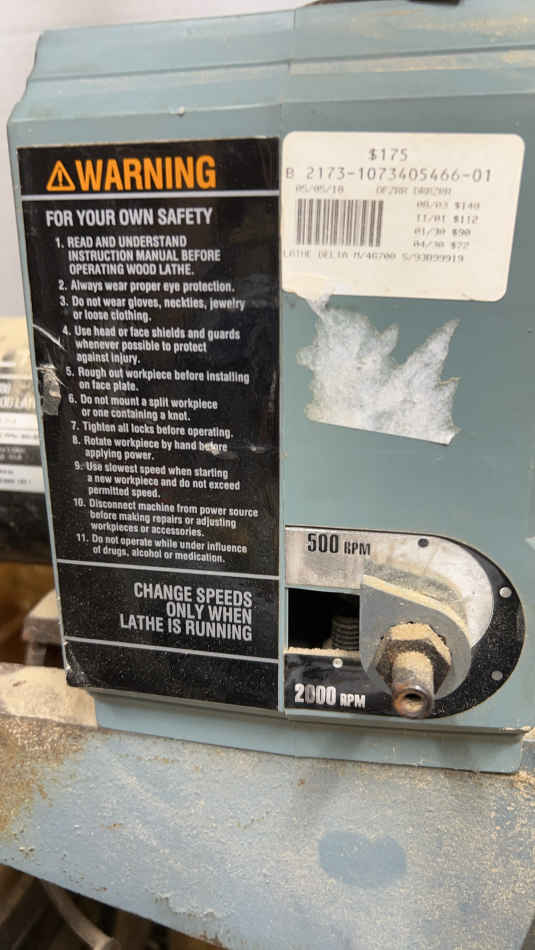 WARNING
FOR YOUR OWN SAFETY
1. READ AND UNDERSTAND
INSTRUCTION MANUAL BEFORE
OPERATING WOOD LATHE.
2. Always wear proper eye protection.
3. Do not wear gloves, neckties, jewelry
or loose clothing.
4. Use head or face shields and guards
whenever possible to protect
against injury.
5. Rough out workpiece before installing
on face plate.
6. Do not mount a split workpiece
or one containing a knot.
7. Tighten all locks before operating.
8. Rotate workpiece by hand before
applying power.
9. Use slowest speed when starting
a new workpiece and do not exceed
permitted speed.
10. Disconnect machine from power source
before making repairs or adjusting
workpieces or accessories.
11. Do not operate while under influence
of drugs, alcohol or medication.
CHANGE SPEEDS
ONLY WHEN
LATHE IS RUNNING
$175
B 2173-1073405466-01
05/05/18
08/03 $140
11/01 $112
01/30 $90
04/30 $72
LATHE DELTA M/46700 S/93B99919
500 RPM
2000 RPM